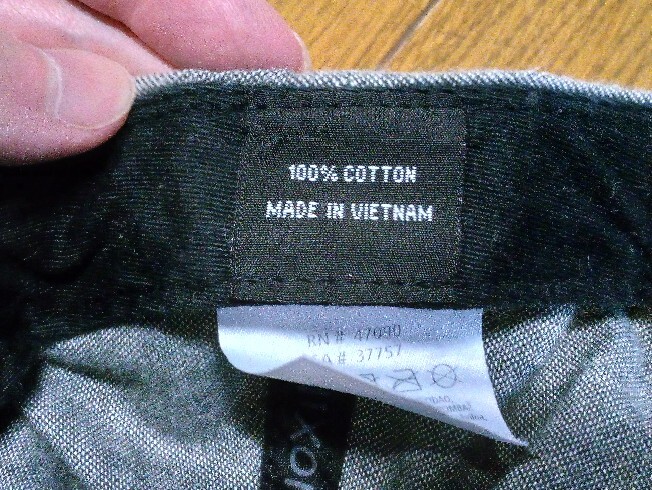 100% COTTON
MADE IN VIETNAM
RN # 47090
CA # 37757